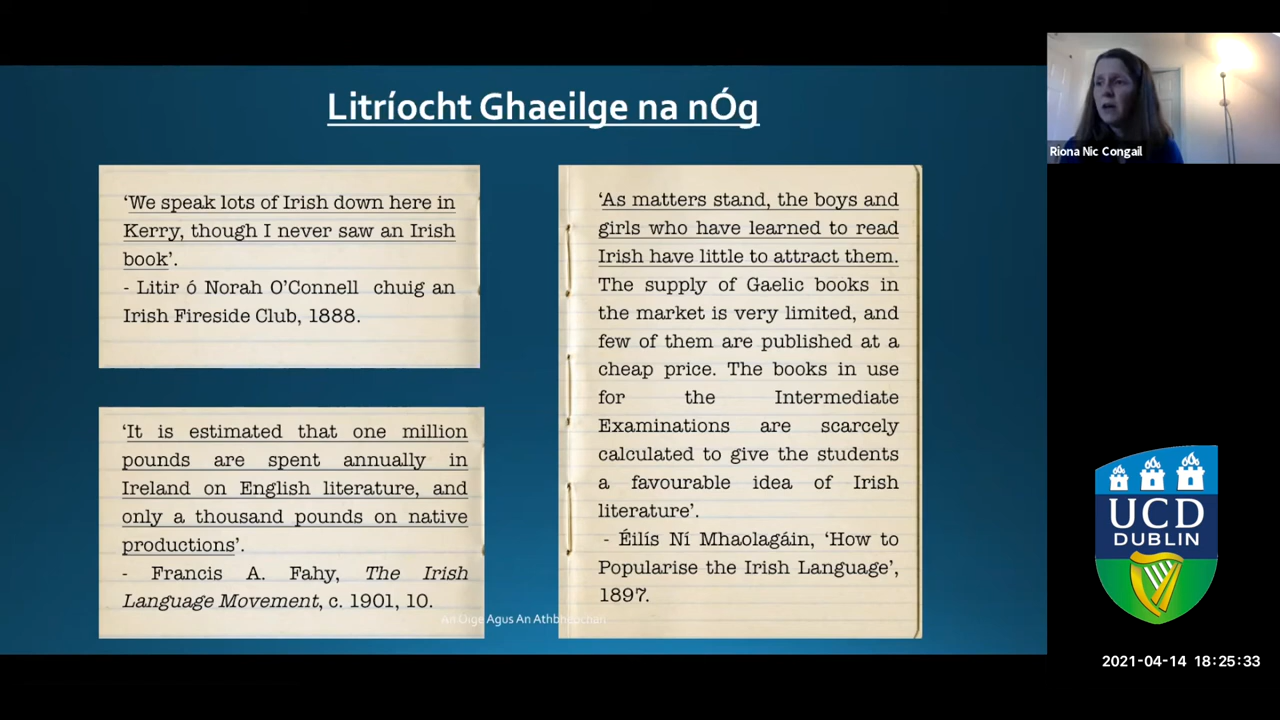 Litríocht Ghaeilge na nÓg
‘We speak lots of Irish down here in
Kerry, though I never saw an Irish
book’.
- Litir ó Norah O’Connell chuig an
Irish Fireside Club, 1888.
‘It is estimated that one million
pounds are spent annually in
Ireland on English literature, and
only a thousand pounds on native
productions’.
- Francis A. Fahy, The Irish
Language Movement, c. 1901, 10.
‘As matters stand, the boys and
girls who have learned to read
Irish have little to attract them.
The supply of Gaelic books in
the market is very limited, and
few of them are published at a
cheap price. The books in use
for the Intermediate
Examinations are scarcely
calculated to give the students
a favourable idea of Irish
literature’.
- Éilís Ní Mhaolagáin, ‘How to
Popularise the Irish Language’,
1897.
An Óige Agus An Athbheochan
Riona Nic Congail
UCD
DUBLIN
2021-04-14 18:25:33